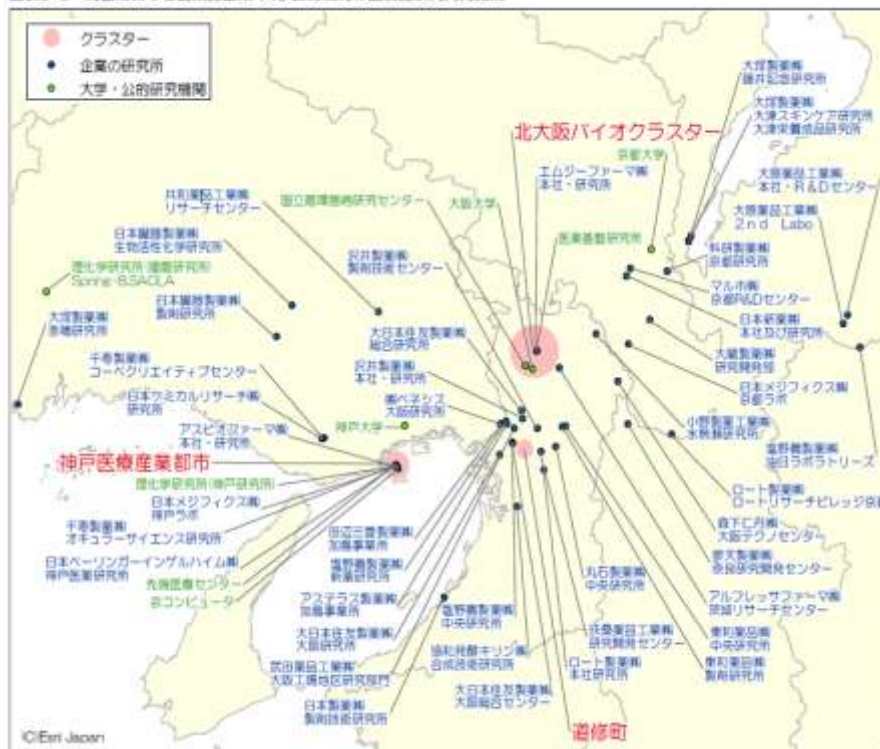 クラスター
企業の研究所
大学・公的研究機関
大塚製薬㈱
藤井記念研究所
大塚製薬㈱
大津スキンケア研究所
大津栄養成品研究所
北大阪バイオクラスター
京都大学
エムジーファーマ㈱
本社・研究所
大原薬品工業㈱
本社・R&Dセンター
共和薬品工業㈱
リサーチセンター
国立循環器病研究センター
大阪大学
大原薬品工業㈱
2nd Labo
日本臓器製薬㈱
生物活性化学研究所
沢井製薬㈱
製剤技術センター
医薬基盤研究所
科研製薬㈱
京都研究所
理化学研究所(播磨研究所)
Spring-8,SACLA
マルホ㈱
京都R&Dセンター
大塚製薬㈱
赤穂研究所
日本臓器製薬㈱
製剤研究所
大日本住友製薬㈱
総合研究所
日本新薬㈱
本社及び研究所
千寿製薬㈱
コーベクリエイティブセンター
沢井製薬㈱
本社・研究所
大蔵製薬㈱
研究開発部
日本ケミカルリサーチ㈱
研究所
㈱ベネシス
大阪研究所
日本メジフィックス㈱
京都ラボ
アスビオファーマ㈱
本社・研究所
神戸大学
小野薬品工業㈱
水無瀬研究所
神戸医療産業都市
塩野義製薬㈱
油日ラボラトリーズ
理化学研究所(神戸研究所)
ロート製薬㈱
ロートリサーチビレッジ京都
日本メジフィクス㈱
神戸ラボ
森下仁丹㈱
大阪テクノセンター
千寿製薬㈱
オキュラーサイエンス研究所
田辺三菱製薬㈱
加島事業所
参天製薬㈱
奈良研究開発センター
日本ベーリンガーインゲルハイム㈱
神戸医薬研究所
塩野義製薬㈱
新薬研究所
丸石製薬㈱
中央研究所
アルフレッサファーマ㈱
茨城リサーチセンター
先端医療センター
京コンピュータ
アステラス製薬㈱
加島事業所
塩野義製薬㈱
中央研究所
扶桑薬品工業㈱
研究開発センター
東和薬品㈱
中央研究所
大日本住友製薬㈱
大阪研究所
協和発酵キリン㈱
合成技術研究所
ロート製薬㈱
本社研究所
東和薬品㈱
製剤研究所
武田薬品工業㈱
大阪工場地区研究部門
大日本住友製薬㈱
大阪総合センター
日本製薬㈱
製剤技術研究所
道修町
(C)Esri Japan